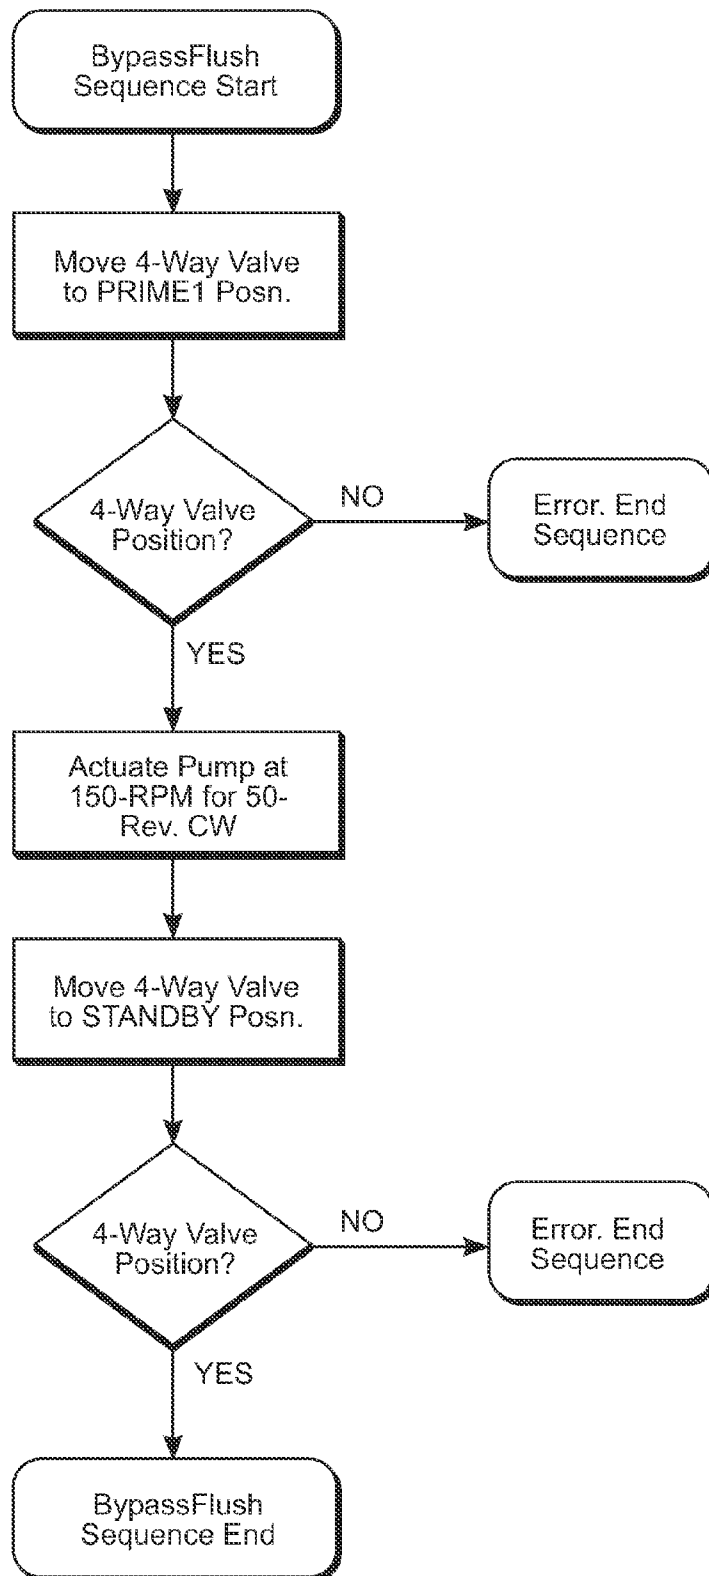 BypassFlush
Sequence Start
Move 4-Way Valve
to PRIME1 Posn.
4-Way Valve
Position?
NO
Error. End
Sequence
YES
Actuate Pump at
150-RPM for 50-
Rev. CW
Move 4-Way Valve
to STANDBY Posn.
4-Way Valve
Position?
NO
Error. End
Sequence
YES
BypassFlush
Sequence End